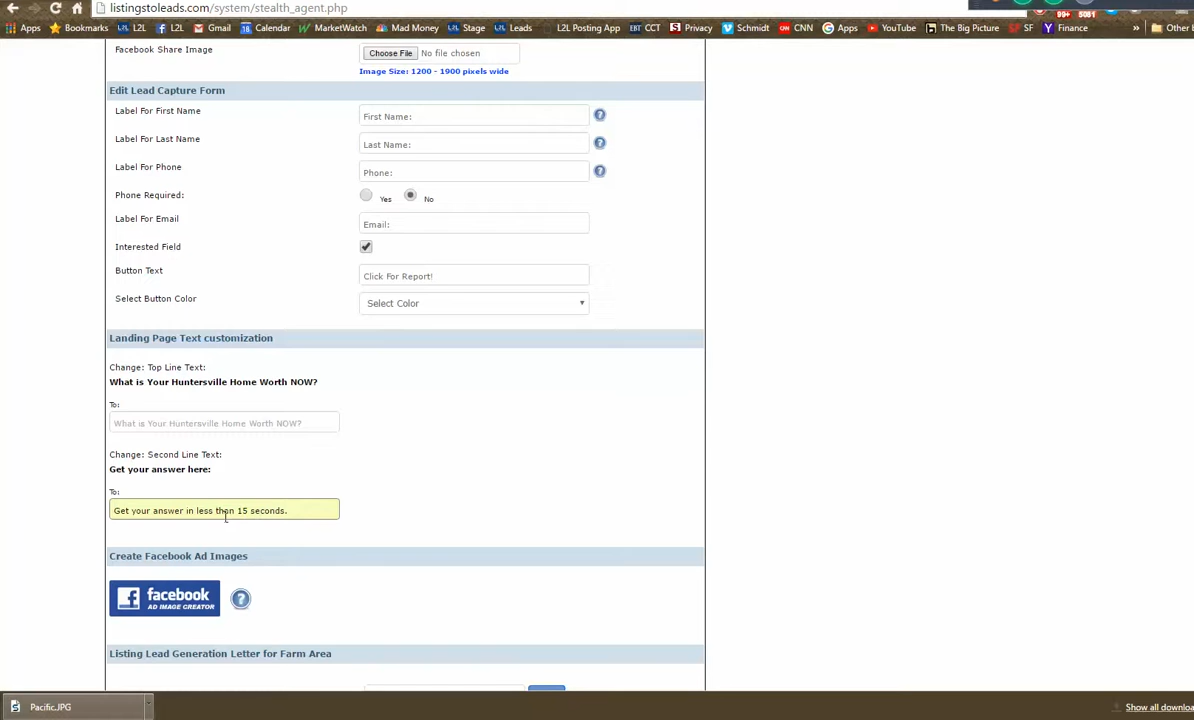 listingstoleads.com/system/stealth_agent.php
Apps Bookmarks L2L L2L Gmail 18 Calendar MarketWatch Mad Money Stage Leads L2L Posting App EBT CCT Privacy Schmidt CNN CNN Apps YouTube The Big Picture SF Finance » Other
99+ 5081
Facebook Share Image
Choose File No file chosen
Image Size: 1200 - 1900 pixels wide
Edit Lead Capture Form
Label For First Name First Name: ?
Label For Last Name Last Name: ?
Label For Phone Phone: ?
Phone Required: Yes No
Label For Email Email:
Interested Field
Button Text Click For Report!
Select Button Color Select Color
Landing Page Text customization
Change: Top Line Text:
What is Your Huntersville Home Worth NOW?
To:
What is Your Huntersville Home Worth NOW?
Change: Second Line Text:
Get your answer here:
To:
Get your answer in less than 15 seconds.
Create Facebook Ad Images
f facebook ?
AD IMAGE CREATOR
Listing Lead Generation Letter for Farm Area
Pacific.JPG Show all downloa